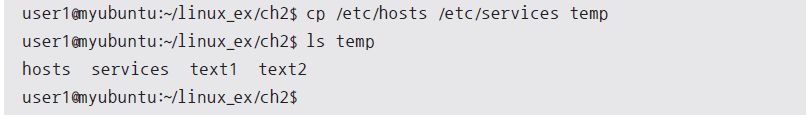 user1@myubuntu:~/linux_ex/ch2$ cp /etc/hosts /etc/services temp
user1@myubuntu:~/linux_ex/ch2$ ls temp
hosts  services  text1  text2
user1@myubuntu:~/linux_ex/ch2$